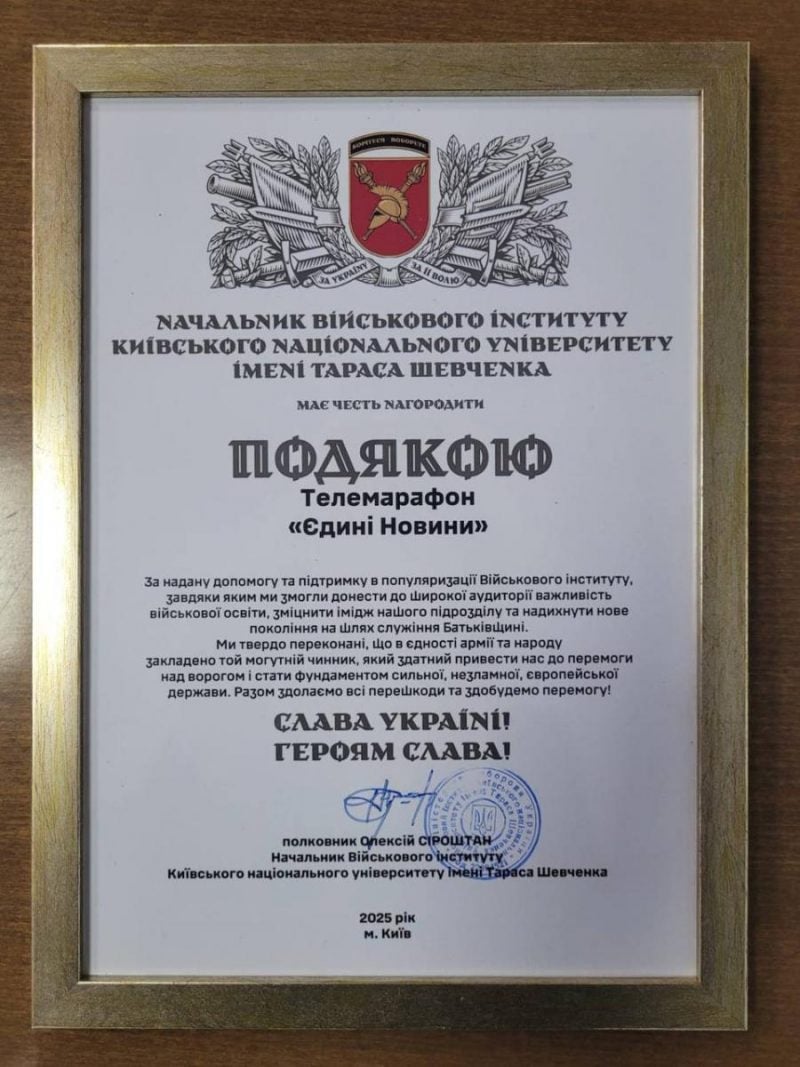 БОРІТЕСЯ ПОБОРЕТЕ
ЗА УКРАЇНУ
ЗА ЇЇ ВОЛЮ
НАЧАЛЬНИК ВІЙСЬКОВОГО ІНСТИТУТУ
КИЇВСЬКОГО НАЦІОНАЛЬНОГО УНІВЕРСИТЕТУ
ІМЕНІ ТАРАСА ШЕВЧЕНКА
МАЄ ЧЕСТЬ НАГОРОДИТИ
ПОДЯКОЮ
Телемарафон
«Єдині Новини»
За надану допомогу та підтримку в популяризації Військового інституту,
завдяки яким ми змогли донести до широкої аудиторії важливість
військової освіти, зміцнити імідж нашого підрозділу та надихнути нове
покоління на шлях служіння Батьківщині.
Ми твердо переконані, що в єдності армії та народу
закладено той могутній чинник, який здатний привести нас до перемоги
над ворогом і стати фундаментом сильної, незламної, європейської
держави. Разом здолаємо всі перешкоди та здобудемо перемогу!
СЛАВА УКРАЇНІ!
ГЕРОЯМ СЛАВА!
полковник Олексій СІРОШТАН
Начальник Військового інституту
Київського національного університету імені Тараса Шевченка
2025 рік
м. Київ